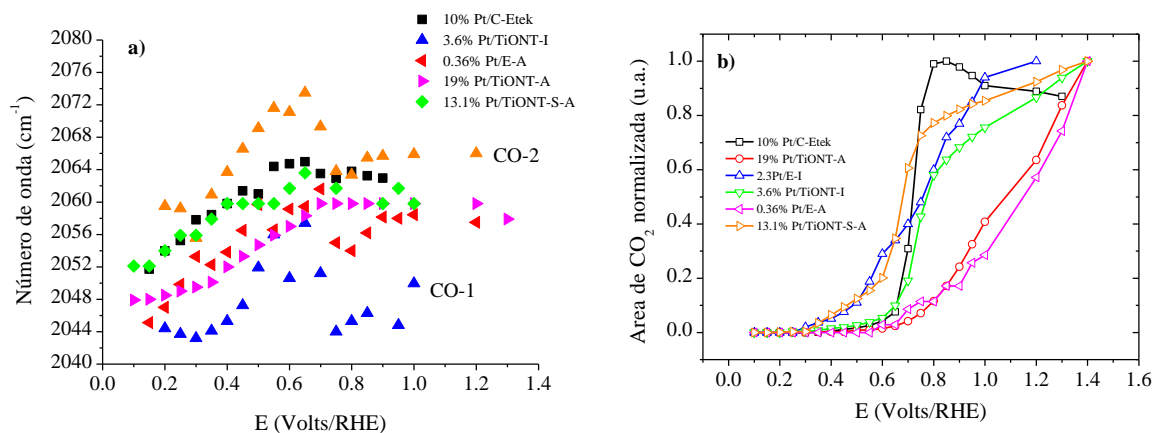 a)
Número de onda (cm⁻¹)
2080
2076
2072
2068
2064
2060
2056
2052
2048
2044
2040
0.0 0.2 0.4 0.6 0.8 1.0 1.2 1.4
E (Volts/RHE)
10% Pt/C-Etek
3.6% Pt/TiONT-I
0.36% Pt/E-A
19% Pt/TiONT-A
13.1% Pt/TiONT-S-A
CO-2
CO-1
b)
Area de CO₂ normalizada (u.a.)
1.0
0.8
0.6
0.4
0.2
0.0
0.0 0.2 0.4 0.6 0.8 1.0 1.2 1.4 1.6
E (Volts/RHE)
10% Pt/C-Etek
19% Pt/TiONT-A
2.3Pt/E-I
3.6% Pt/TiONT-I
0.36% Pt/E-A
13.1% Pt/TiONT-S-A